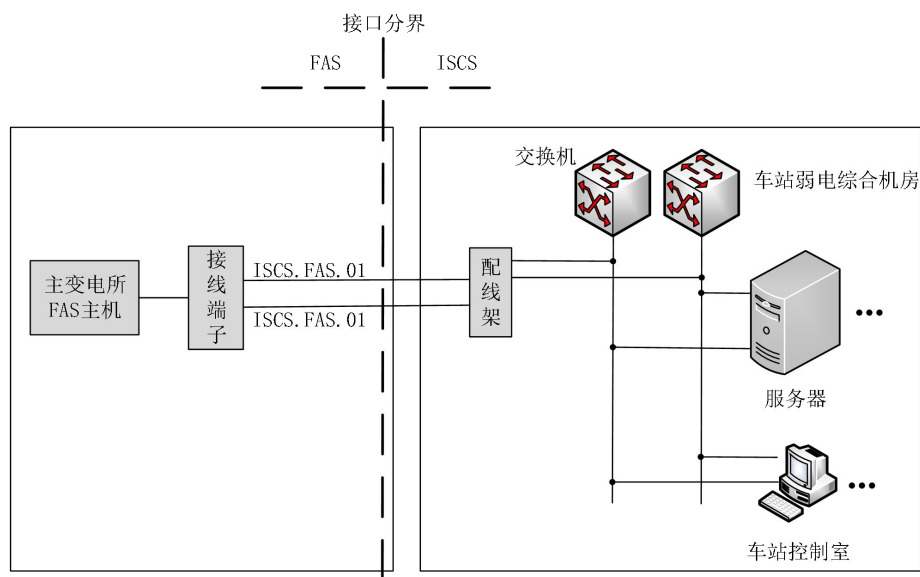 接口分界
FAS
ISCS
交换机
车站弱电综合机房
主变电所
FAS主机
接线端子
ISCS.FAS.01
ISCS.FAS.01
配线架
服务器
车站控制室